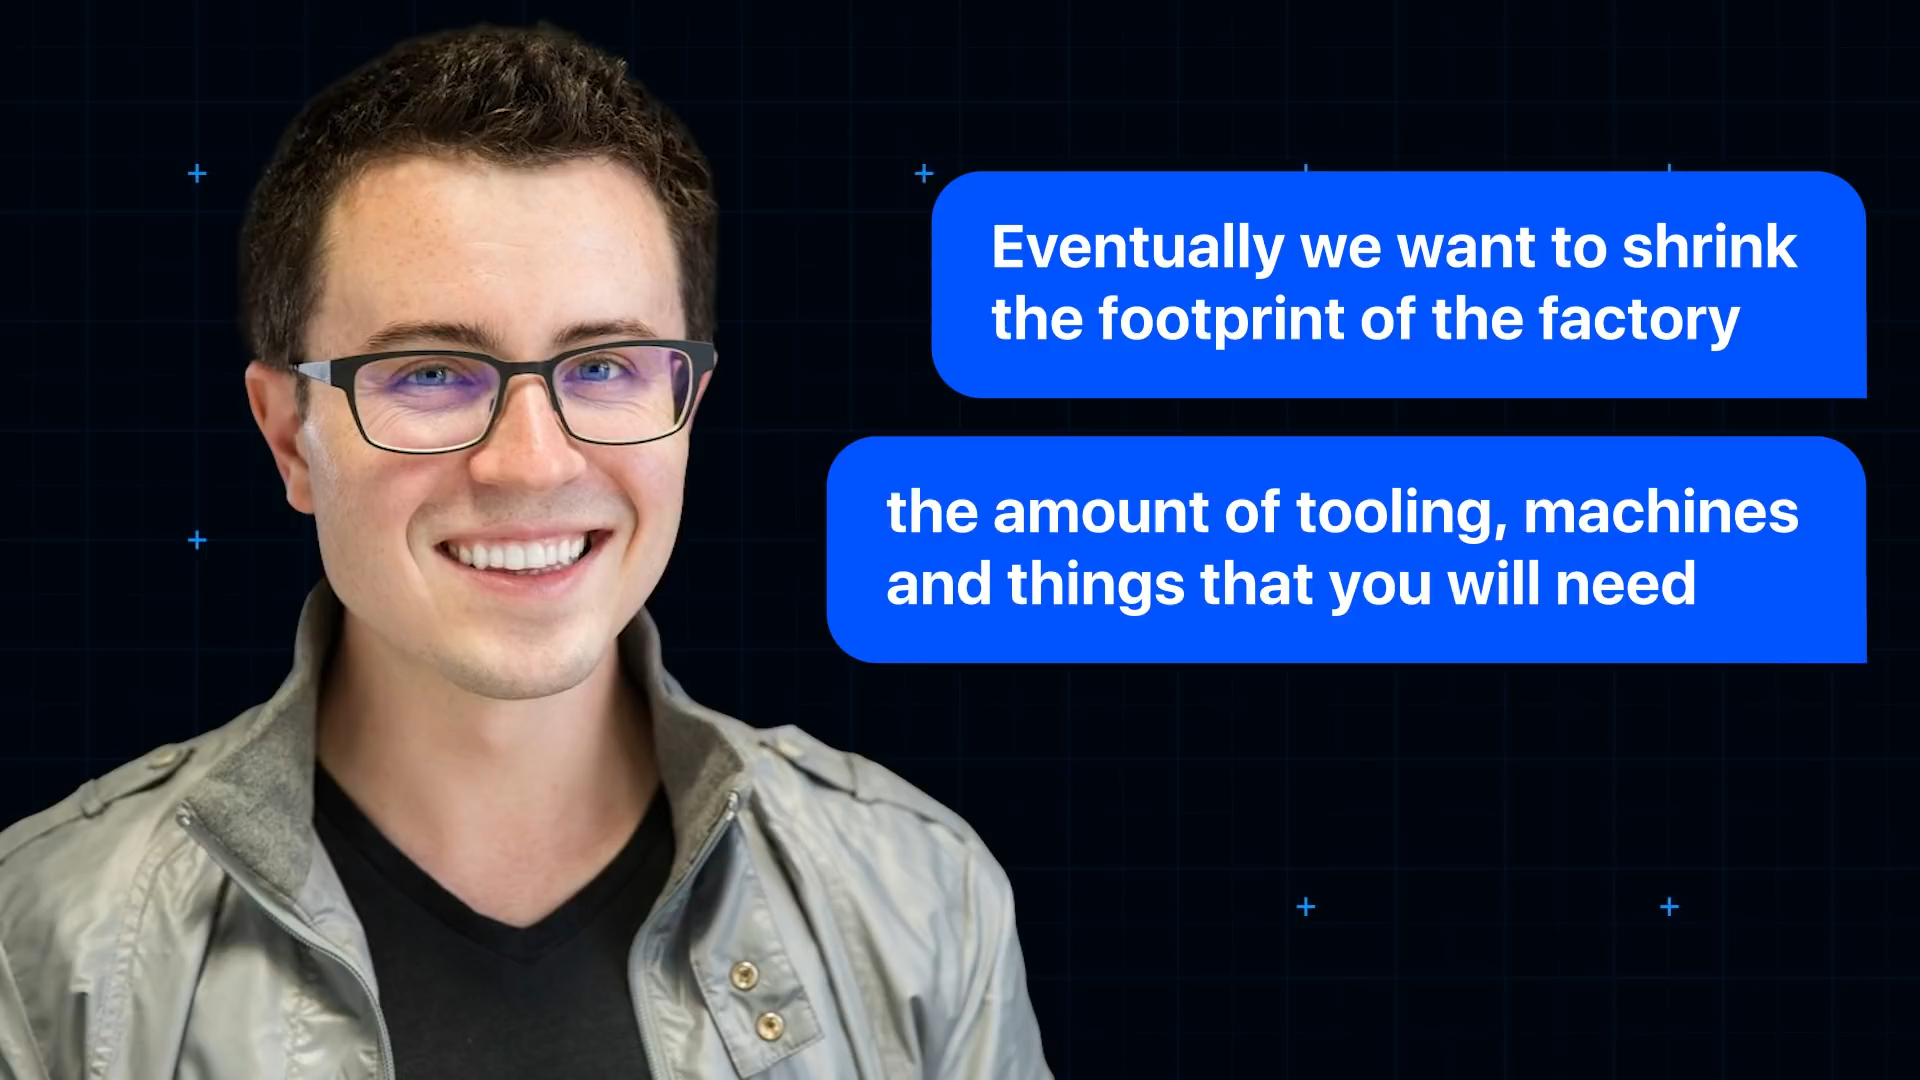 Eventually we want to shrink
the footprint of the factory
the amount of tooling, machines
and things that you will need